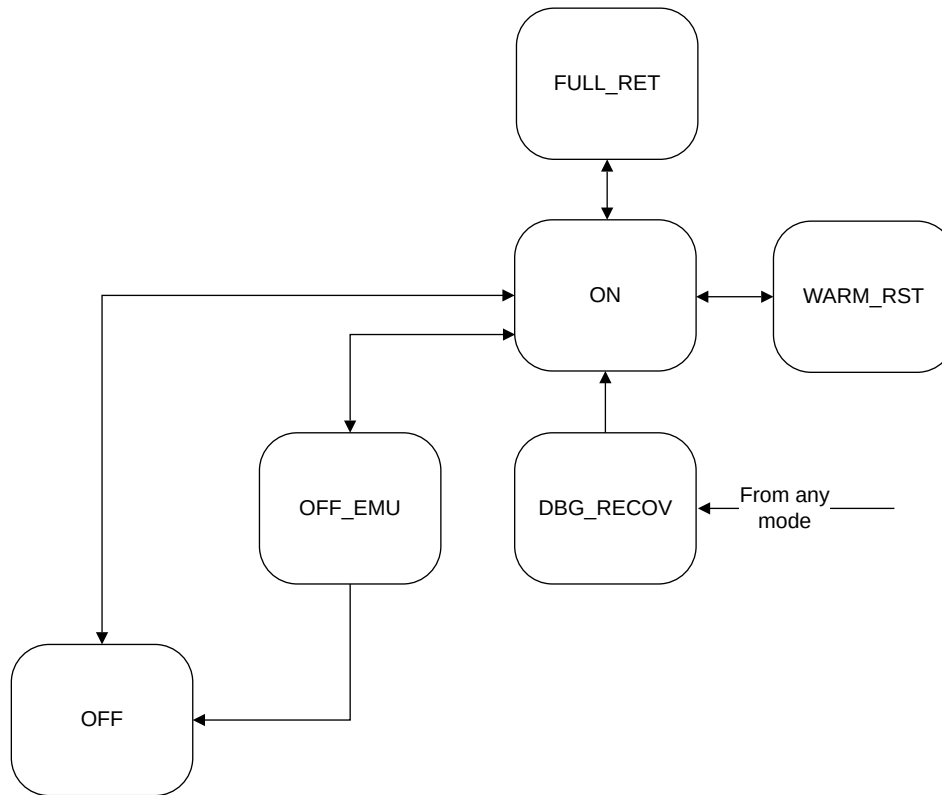 FULL_RET
ON
WARM_RST
OFF_EMU
DBG_RECOV
From any
mode
OFF